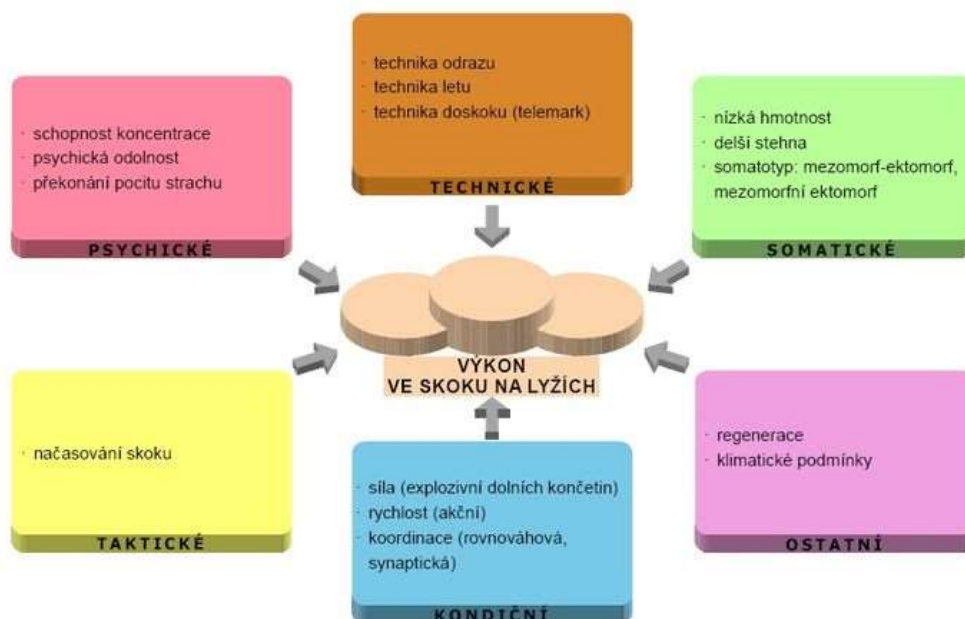 · technika odrazu
· technika letu
· technika doskoku (telemark)
TECHNICKÉ
· schopnost koncentrace
· psychická odolnost
· překonání pocitu strachu
PSYCHICKÉ
· nízká hmotnost
· delší stehna
· somatotyp: mezomorf-ektomorf,
mezomorfní ektomorf
SOMATICKÉ
VÝKON
VE SKOKU NA LYŽÍCH
· načasování skoku
TAKTICKÉ
· síla (explozivní dolních končetin)
· rychlost (akční)
· koordinace (rovnováhová,
synaptická)
KONDIČNÍ
· regenerace
· klimatické podmínky
OSTATNÍ